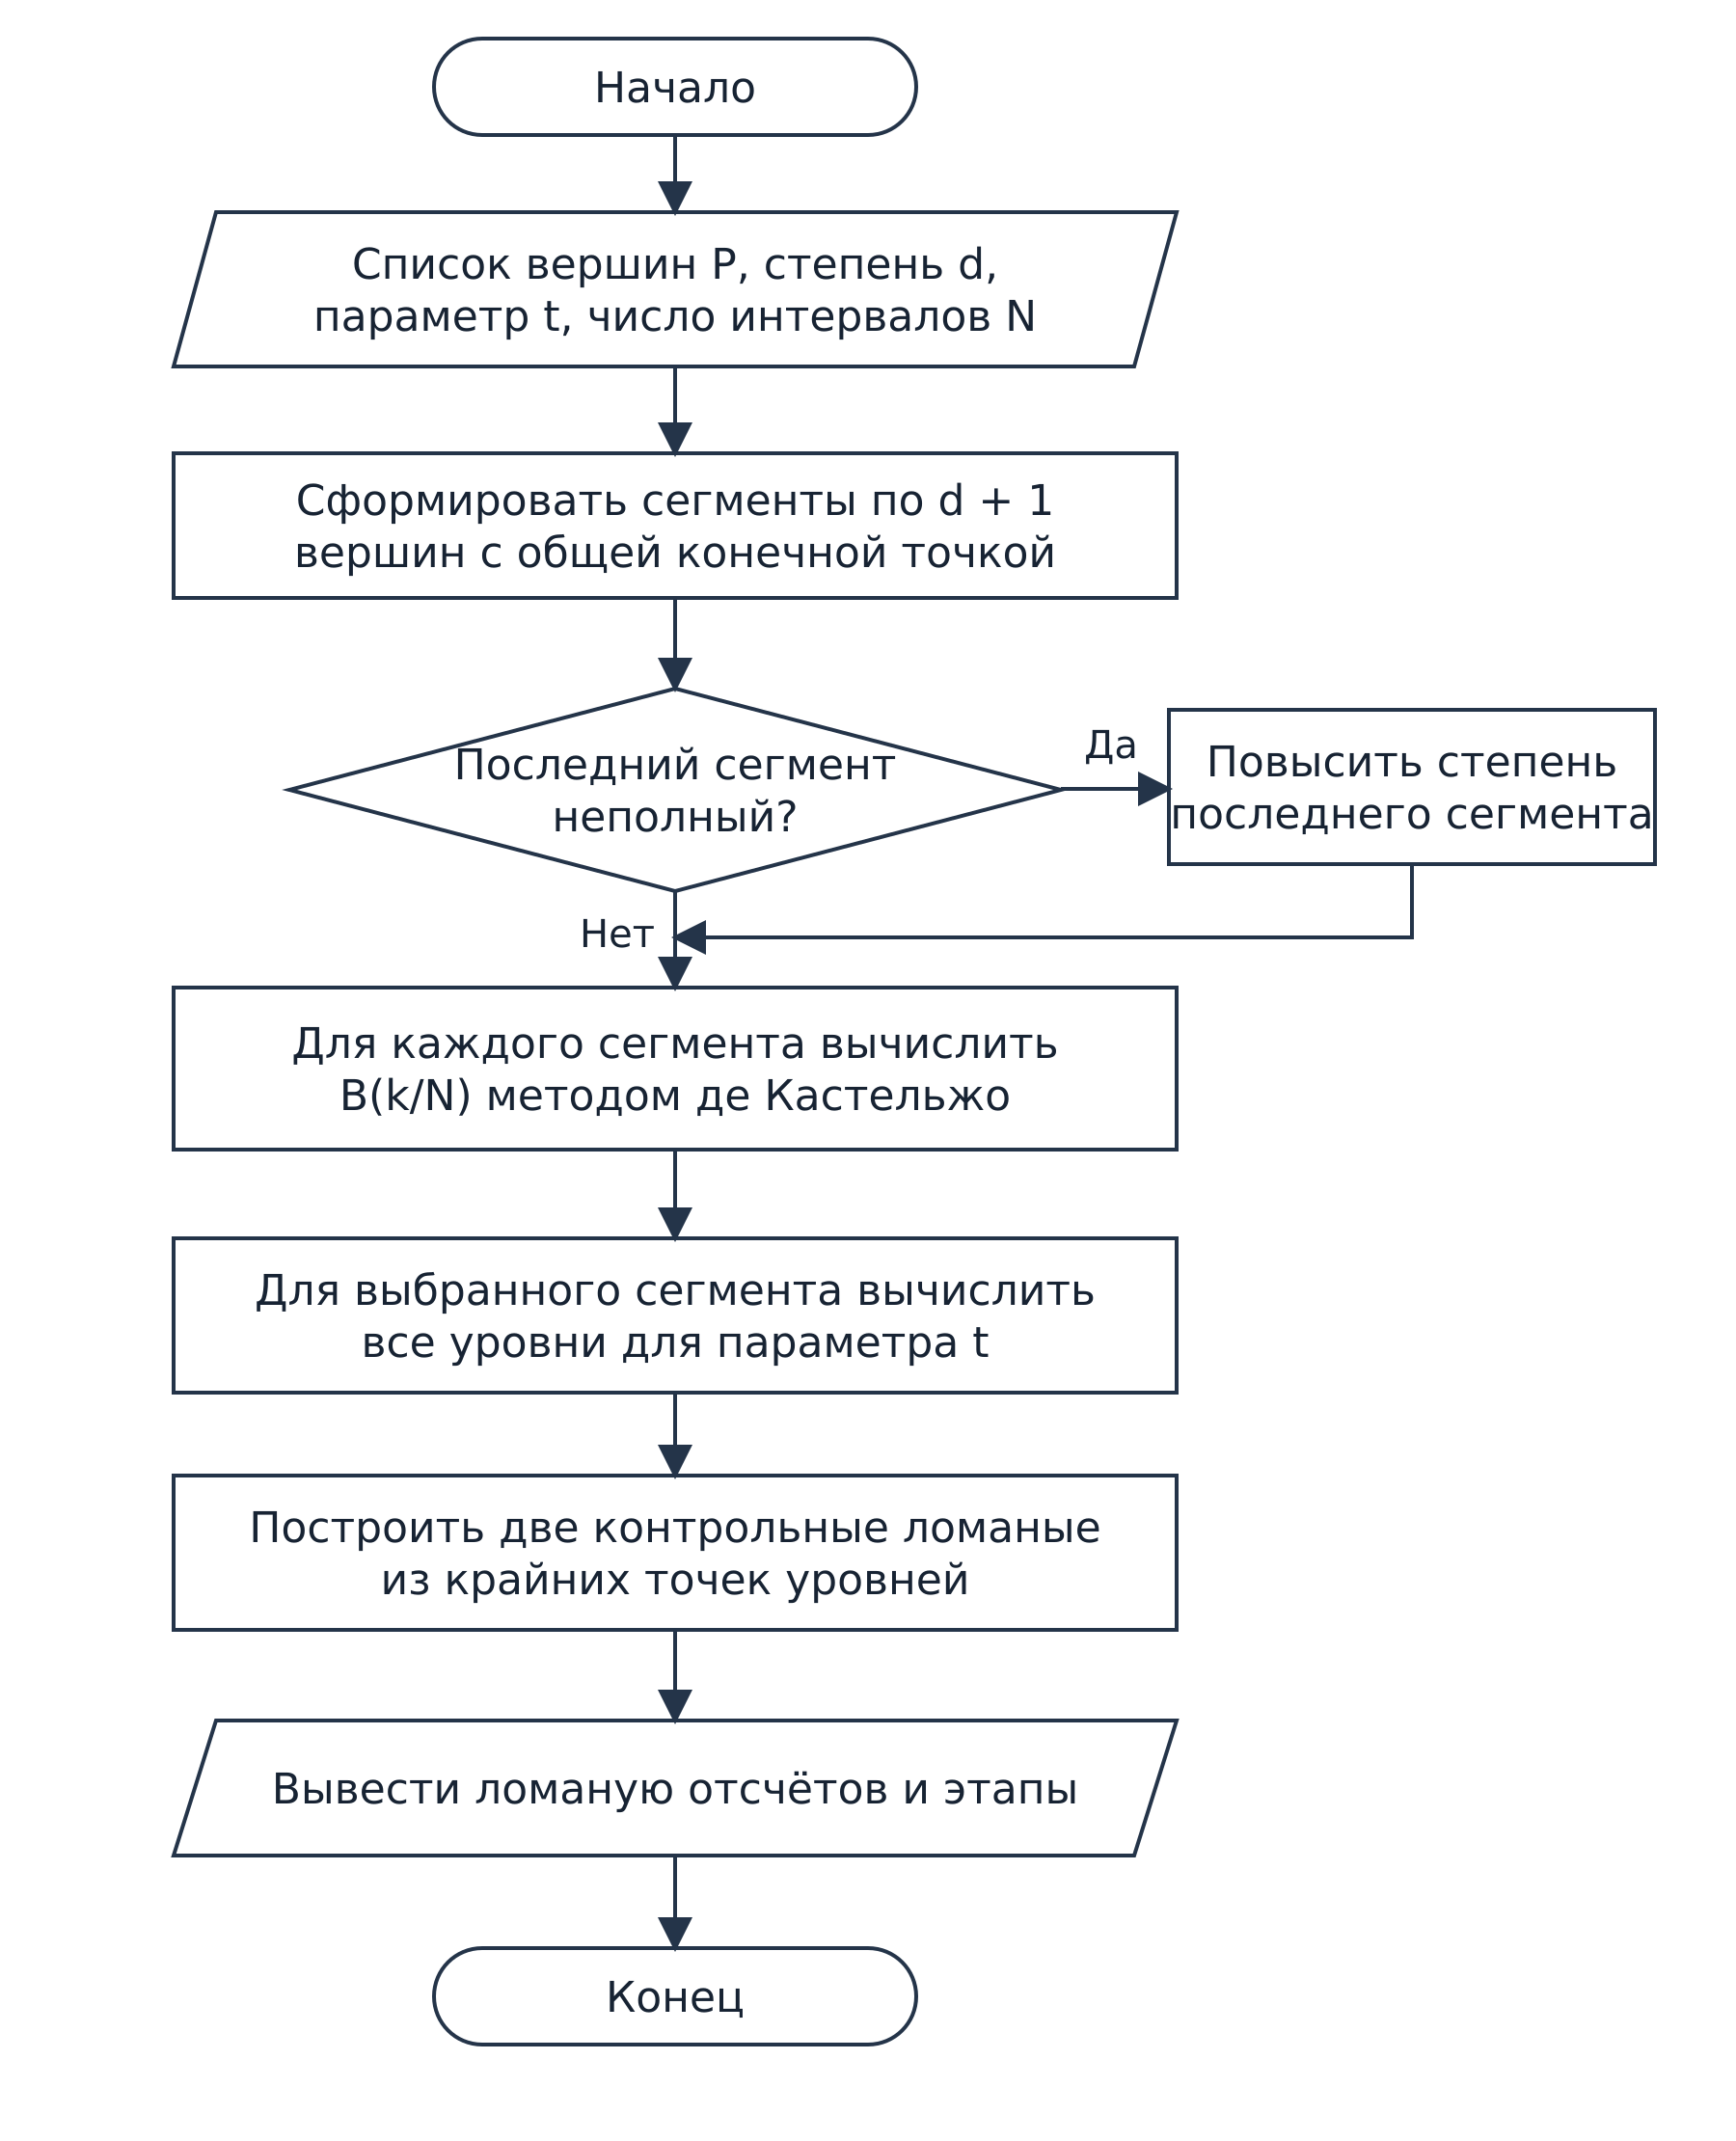 Начало
Список вершин P, степень d,
параметр t, число интервалов N
Сформировать сегменты по d + 1
вершин с общей конечной точкой
Последний сегмент
неполный?
Да
Повысить степень
последнего сегмента
Нет
Для каждого сегмента вычислить
B(k/N) методом де Кастельжо
Для выбранного сегмента вычислить
все уровни для параметра t
Построить две контрольные ломаные
из крайних точек уровней
Вывести ломаную отсчётов и этапы
Конец